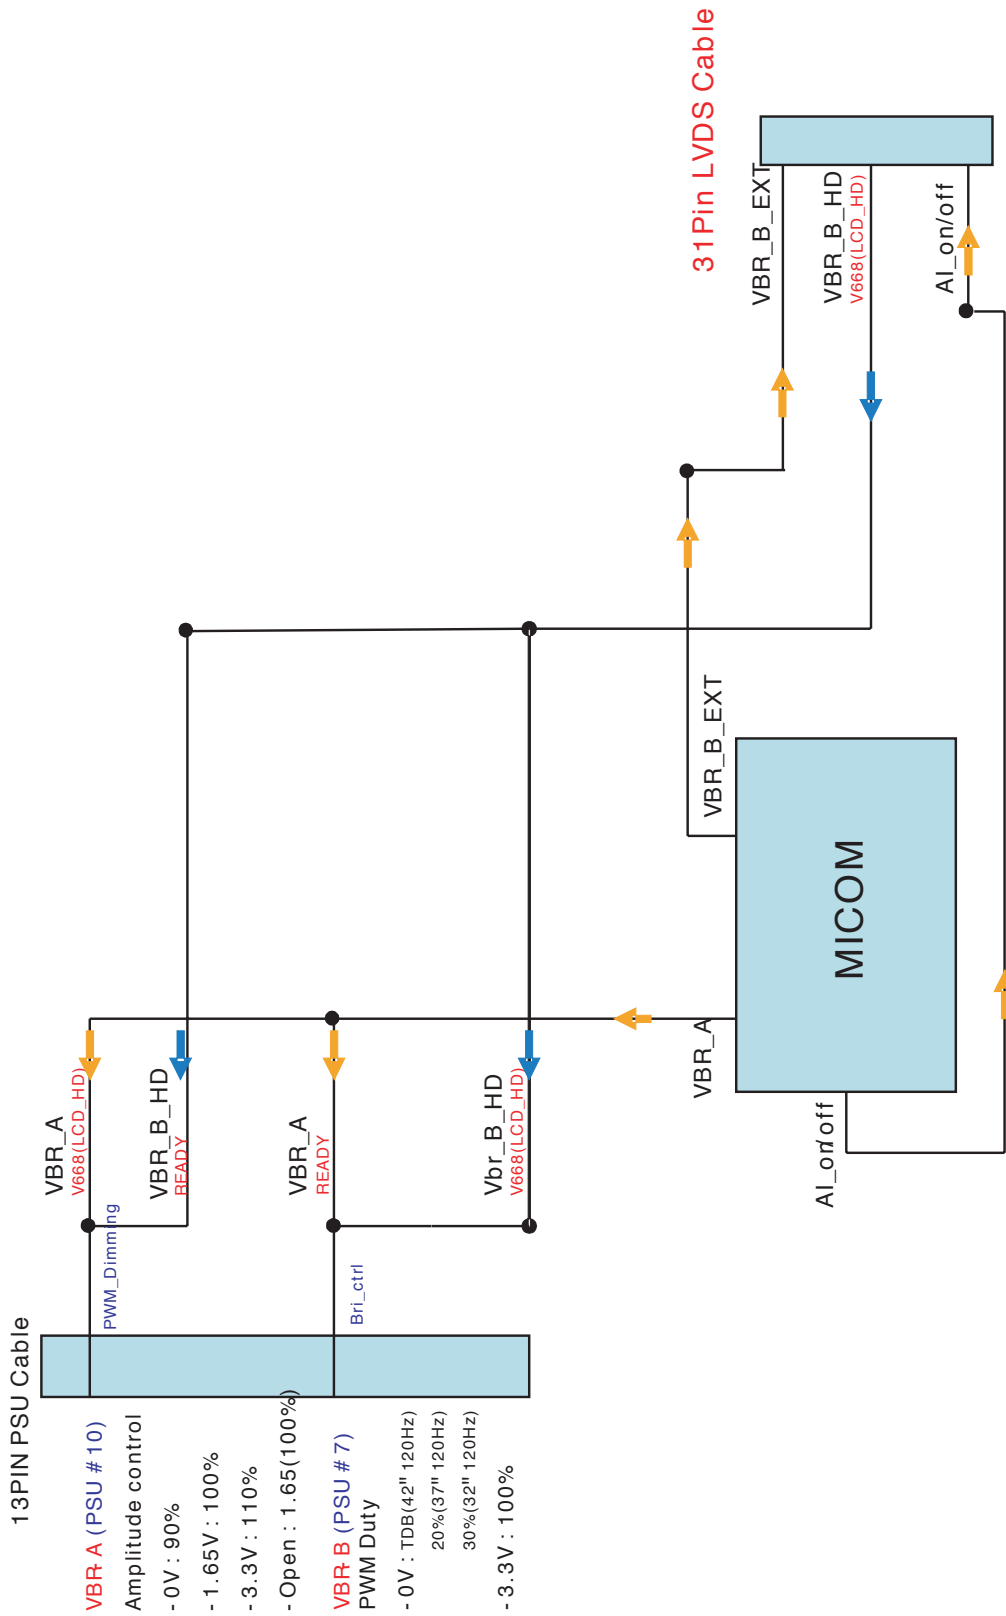 13PIN PSU Cable
VBR-A (PSU #10)
Amplitude control
- 0V : 90%
- 1.65V : 100%
- 3.3V : 110%
- Open : 1.65(100%)
VBR-B (PSU #7)
PWM Duty
- 0V : TDB(42" 120Hz)
20%(37" 120Hz)
30%(32" 120Hz)
- 3.3V : 100%
PWM_Dimming
Bri_ctrl
VBR_A
V668(LCD_HD)
VBR_B_HD
READY
VBR_A
READY
Vbr_B_HD
V668(LCD_HD)
VBR_A
AI_on/off
MICOM
VBR_B_EXT
31Pin LVDS Cable
VBR_B_EXT
VBR_B_HD
V668(LCD_HD)
AI_on/off